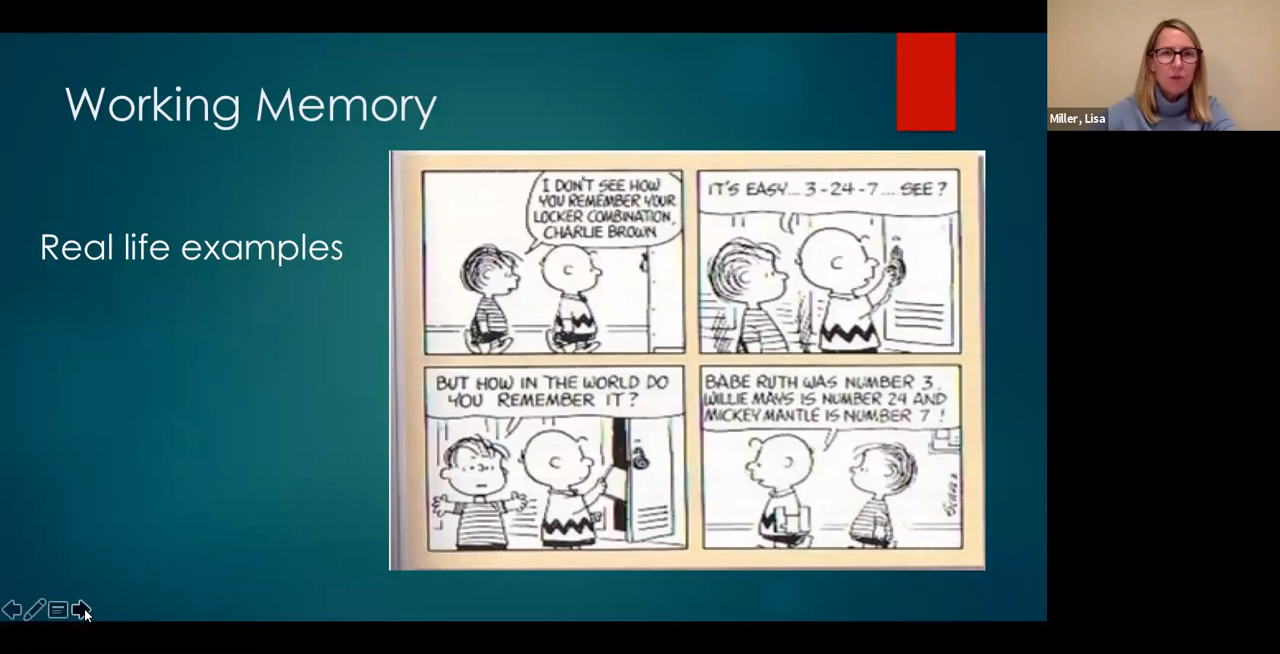 Working Memory
Real life examples
I DON'T SEE HOW
YOU REMEMBER YOUR
LOCKER COMBINATION,
CHARLIE BROWN
IT'S EASY... 3-24-7... SEE?
BUT HOW IN THE WORLD DO
YOU REMEMBER IT?
BABE RUTH WAS NUMBER 3,
WILLIE MAYS IS NUMBER 24 AND
MICKEY MANTLE IS NUMBER 7!
Miller, Lisa